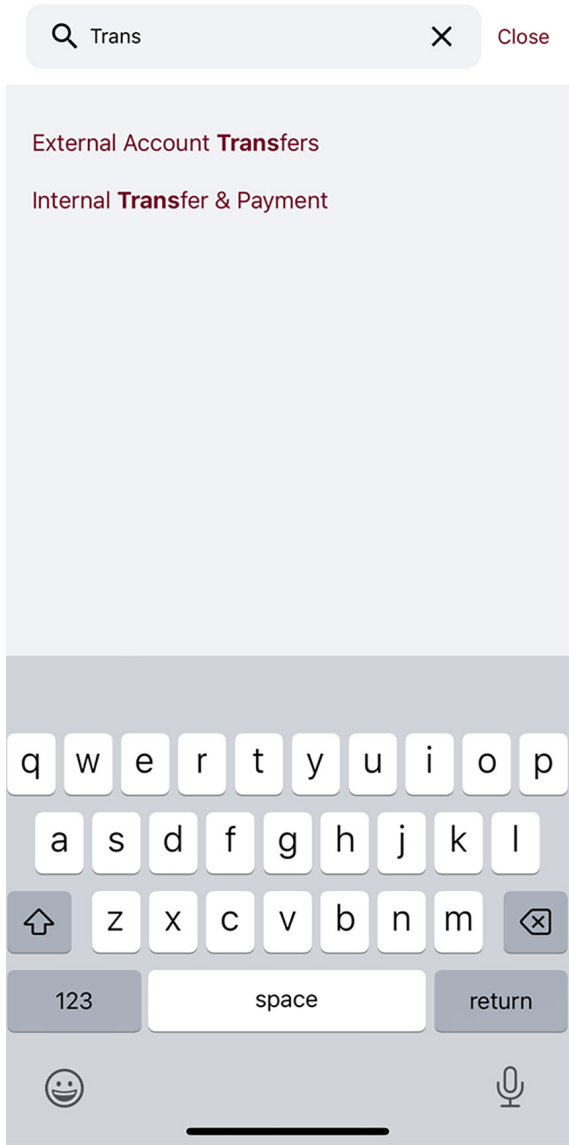 Trans Close
External Account Transfers
Internal Transfer & Payment
q w e r t y u i o p
a s d f g h j k l
z x c v b n m
123 space return